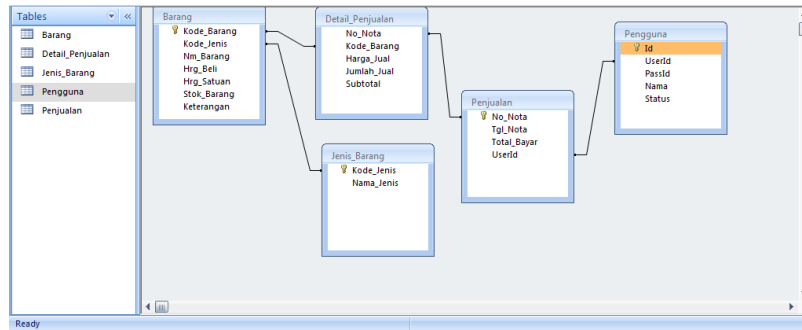 Tables
Barang
Detail_Penjualan
Jenis_Barang
Pengguna
Penjualan
Barang
Kode_Barang
Kode_Jenis
Nm_Barang
Hrg_Beli
Hrg_Satuan
Stok_Barang
Keterangan
Detail_Penjualan
No_Nota
Kode_Barang
Harga_Jual
Jumlah_Jual
Subtotal
Jenis_Barang
Kode_Jenis
Nama_Jenis
Penjualan
No_Nota
Tgl_Nota
Total_Bayar
UserId
Pengguna
Id
UserId
PassId
Nama
Status
Ready